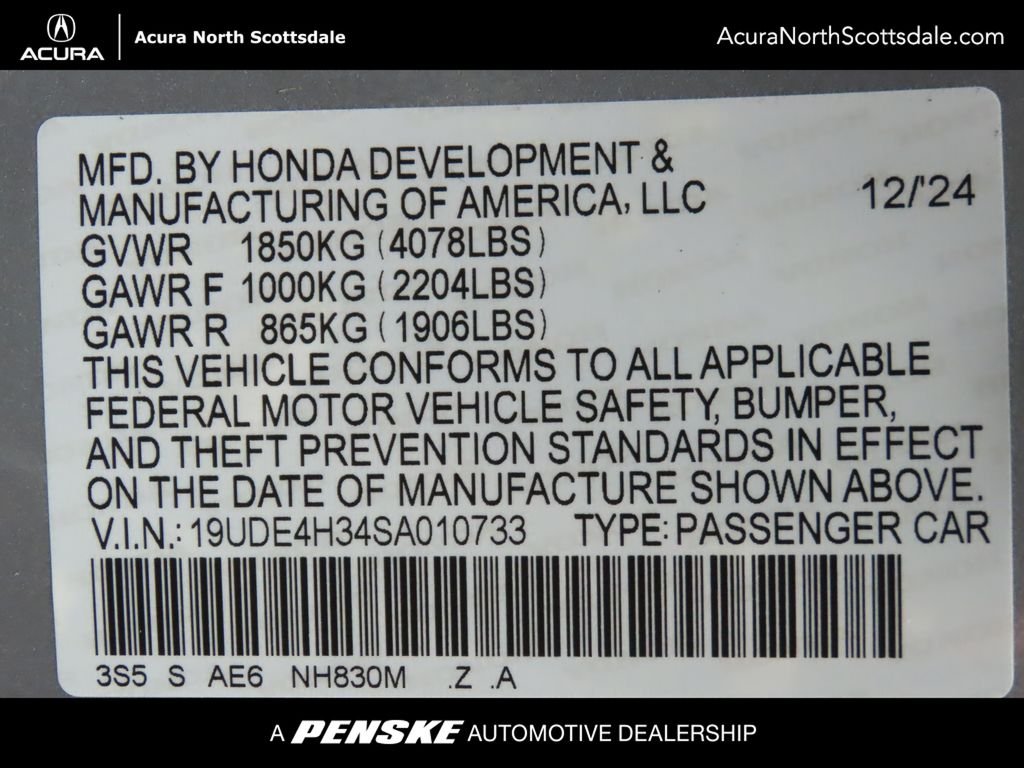 ACURA
Acura North Scottsdale
AcuraNorthScottsdale.com
MFD. BY HONDA DEVELOPMENT &
MANUFACTURING OF AMERICA, LLC 12/'24
GVWR 1850KG (4078LBS)
GAWR F 1000KG (2204LBS)
GAWR R 865KG (1906LBS)
THIS VEHICLE CONFORMS TO ALL APPLICABLE
FEDERAL MOTOR VEHICLE SAFETY, BUMPER,
AND THEFT PREVENTION STANDARDS IN EFFECT
ON THE DATE OF MANUFACTURE SHOWN ABOVE.
V.I.N.: 19UDE4H34SA010733 TYPE: PASSENGER CAR
3S5 S AE6 NH830M .Z .A
A PENSKE AUTOMOTIVE DEALERSHIP